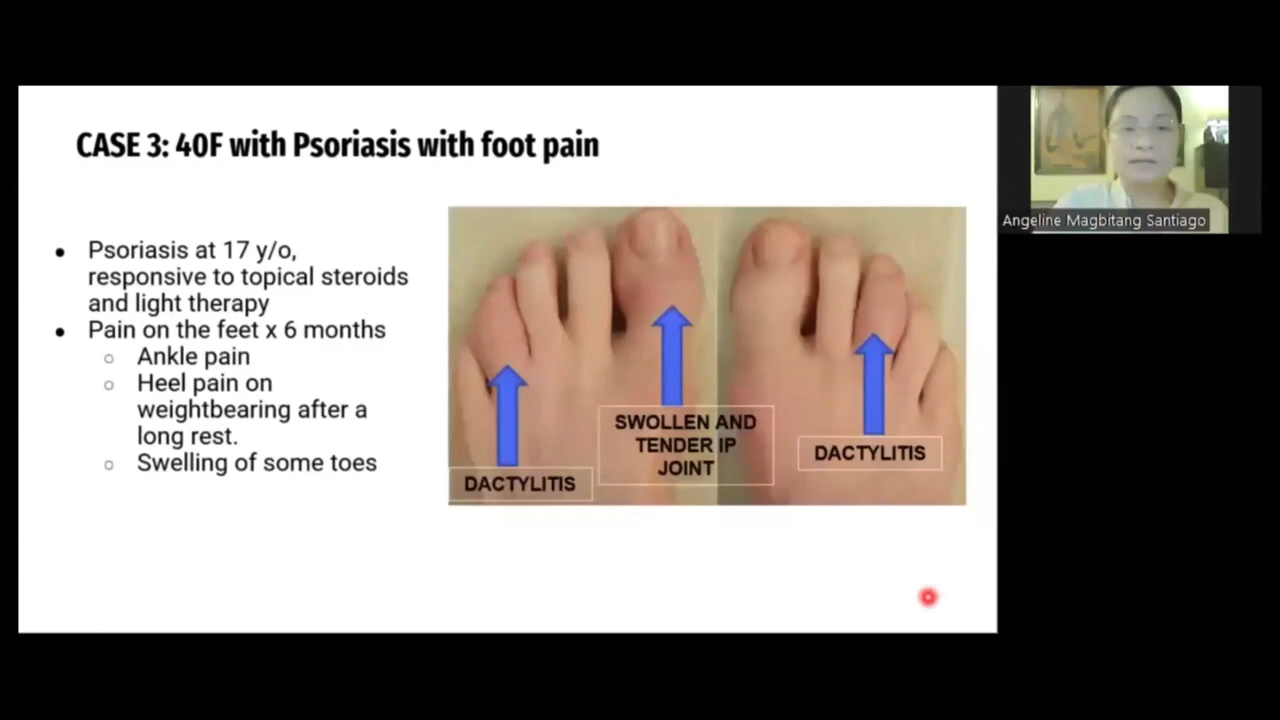 CASE 3: 40F with Psoriasis with foot pain
● Psoriasis at 17 y/o,
responsive to topical steroids
and light therapy
● Pain on the feet x 6 months
○ Ankle pain
○ Heel pain on
weightbearing after a
long rest.
○ Swelling of some toes
DACTYLITIS
SWOLLEN AND
TENDER IP
JOINT
DACTYLITIS
Angeline Magbitang Santiago